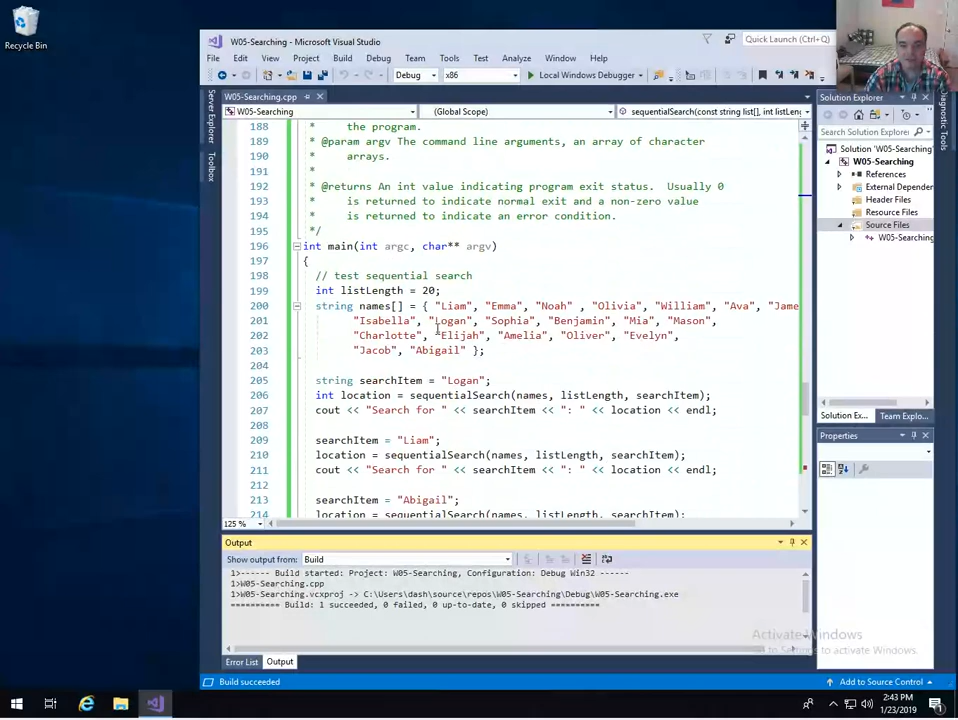 Recycle Bin
W05-Searching - Microsoft Visual Studio
Quick Launch (Ctrl+Q)
File Edit View Project Build Debug Team Tools Test Analyze Window Help
Debug x86 Local Windows Debugger
Server Explorer
Toolbox
W05-Searching.cpp
W05-Searching (Global Scope) sequentialSearch(const string list[], int listLeng
188 * the program.
189 * @param argv The command line arguments, an array of character
190 * arrays.
191 *
192 * @returns An int value indicating program exit status. Usually 0
193 * is returned to indicate normal exit and a non-zero value
194 * is returned to indicate an error condition.
195 */
196 int main(int argc, char** argv)
197 {
198 // test sequential search
199 int listLength = 20;
200 string names[] = { "Liam", "Emma", "Noah" , "Olivia", "William", "Ava", "Jame
201 "Isabella", "Logan", "Sophia", "Benjamin", "Mia", "Mason",
202 "Charlotte", "Elijah", "Amelia", "Oliver", "Evelyn",
203 "Jacob", "Abigail" };
204
205 string searchItem = "Logan";
206 int location = sequentialSearch(names, listLength, searchItem);
207 cout << "Search for " << searchItem << ": " << location << endl;
208
209 searchItem = "Liam";
210 location = sequentialSearch(names, listLength, searchItem);
211 cout << "Search for " << searchItem << ": " << location << endl;
212
213 searchItem = "Abigail";
214 location = sequentialSearch(names, listLength, searchItem);
125 %
Solution Explorer
Search Solution Explorer
Solution 'W05-Searching'
W05-Searching
References
External Depender
Header Files
Resource Files
Source Files
W05-Searching
Solution Ex... Team Explo...
Diagnostic Tools
Properties
Output
Show output from: Build
1>------ Build started: Project: W05-Searching, Configuration: Debug Win32 ------
1>W05-Searching.cpp
1>W05-Searching.vcxproj -> C:\Users\dash\source\repos\W05-Searching\Debug\W05-Searching.exe
========== Build: 1 succeeded, 0 failed, 0 up-to-date, 0 skipped ==========
Activate Windows
Go to Settings to activate Windows.
Error List Output
Build succeeded
Add to Source Control
2:43 PM
1/23/2019